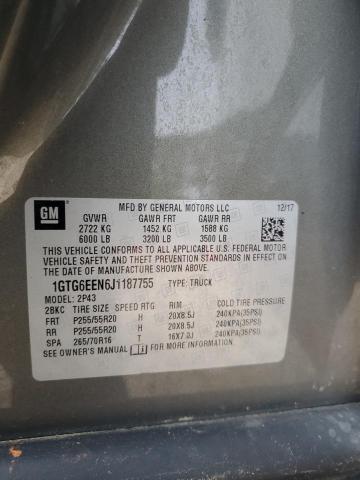 GM
MFD BY GENERAL MOTORS LLC 12/17
GVWR GAWR FRT GAWR RR
2722 KG 1452 KG 1588 KG
6000 LB 3200 LB 3500 LB
THIS VEHICLE CONFORMS TO ALL APPLICABLE U.S. FEDERAL MOTOR
VEHICLE SAFETY AND THEFT PREVENTION STANDARDS IN EFFECT
ON THE DATE OF MANUFACTURE SHOWN ABOVE.
1GTG6EEN6J1187755 TYPE: TRUCK
MODEL: 2P43
2BKC TIRE SIZE SPEED RTG RIM COLD TIRE PRESSURE
FRT P255/55R20 H 20X8.5J 240KPA(35PSI)
RR P255/55R20 H 20X8.5J 240KPA(35PSI)
SPA 265/70R16 T 16X7.0J 240KPA(35PSI)
SEE OWNER'S MANUAL FOR MORE INFORMATION.